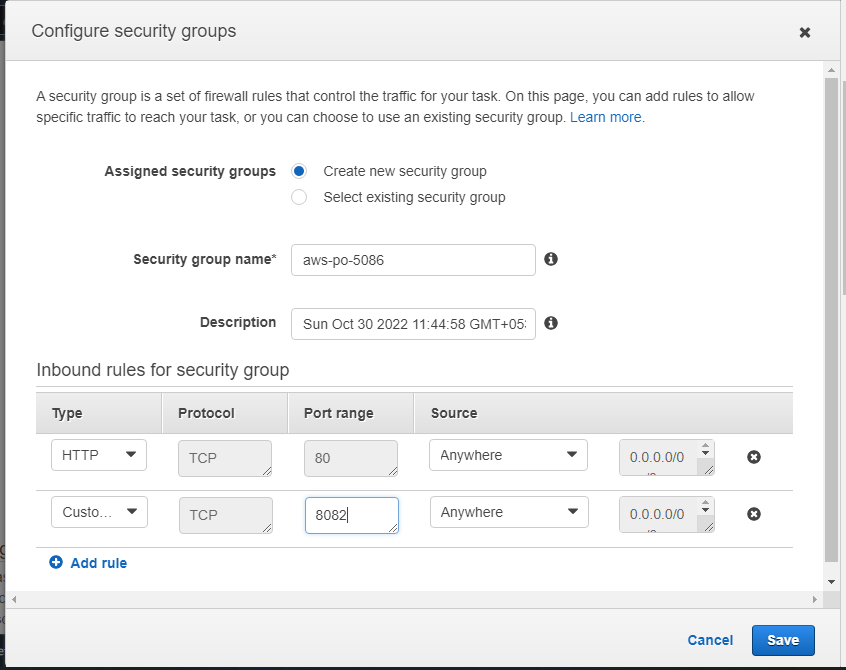 Configure security groups
A security group is a set of firewall rules that control the traffic for your task. On this page, you can add rules to allow
specific traffic to reach your task, or you can choose to use an existing security group. Learn more.
Assigned security groups
Create new security group
Select existing security group
Security group name*
aws-po-5086
Description
Sun Oct 30 2022 11:44:58 GMT+05:
Inbound rules for security group
Type Protocol Port range Source
HTTP TCP 80 Anywhere 0.0.0.0/0
Custo... TCP 8082 Anywhere 0.0.0.0/0
Add rule
Cancel Save